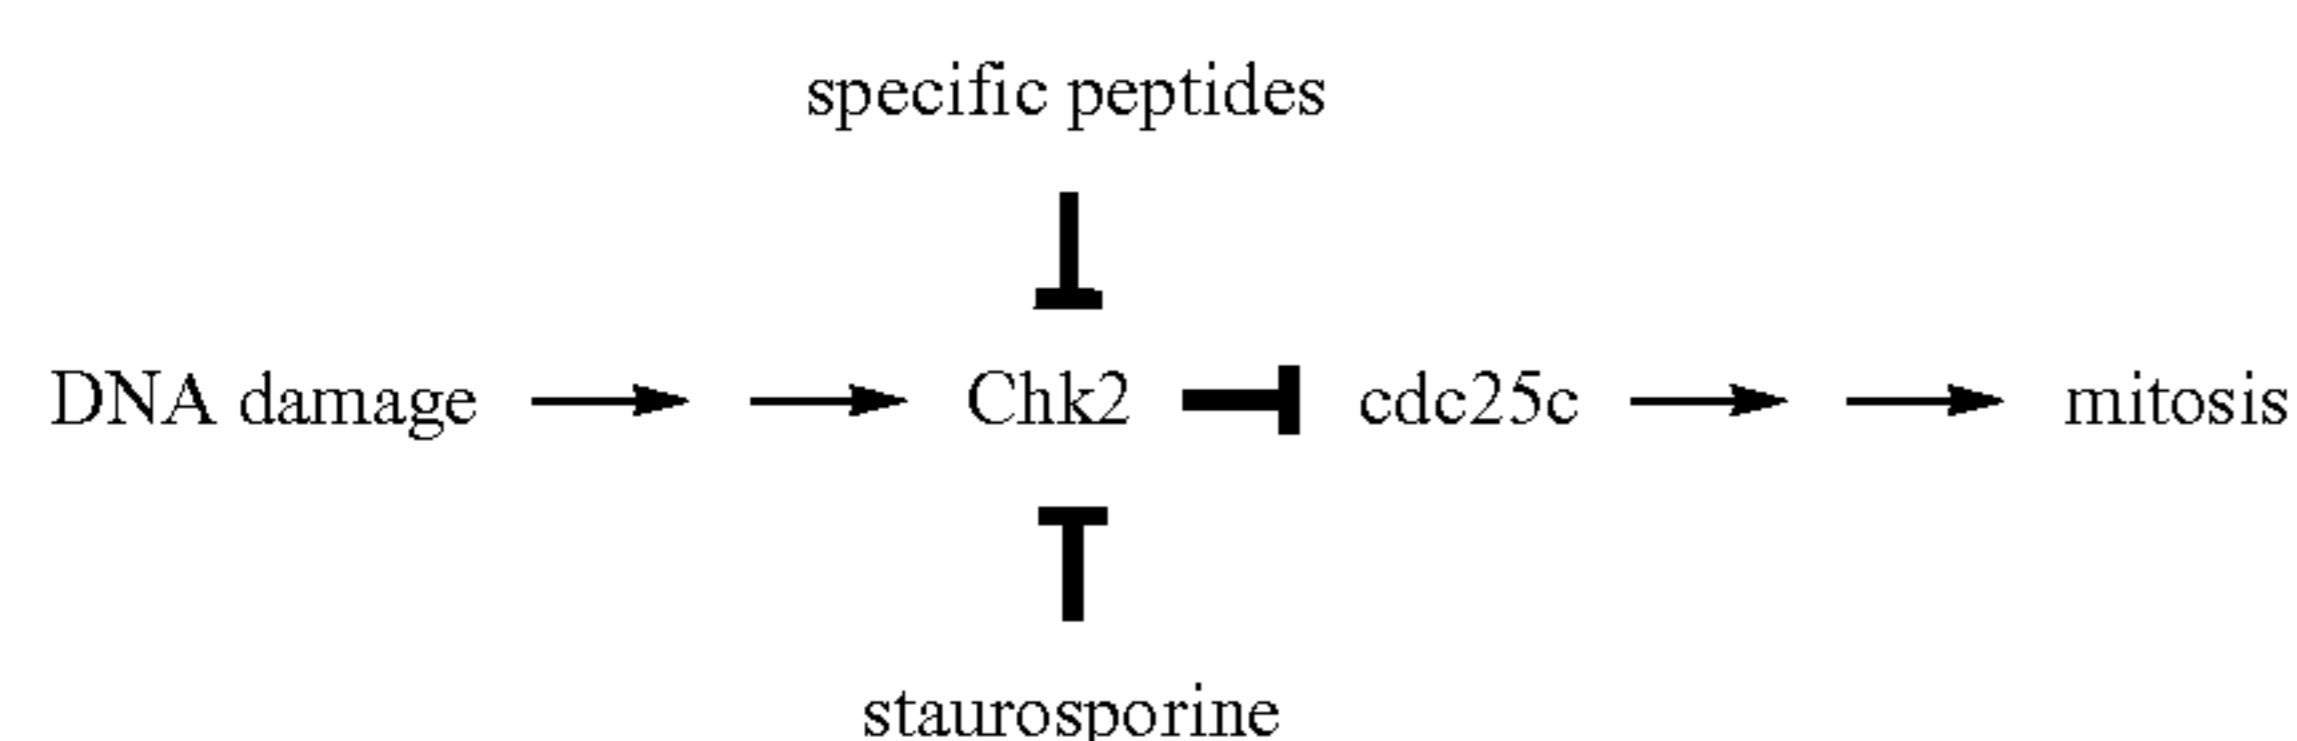 specific peptides
DNA damage Chk2 cdc25c mitosis
staurosporine